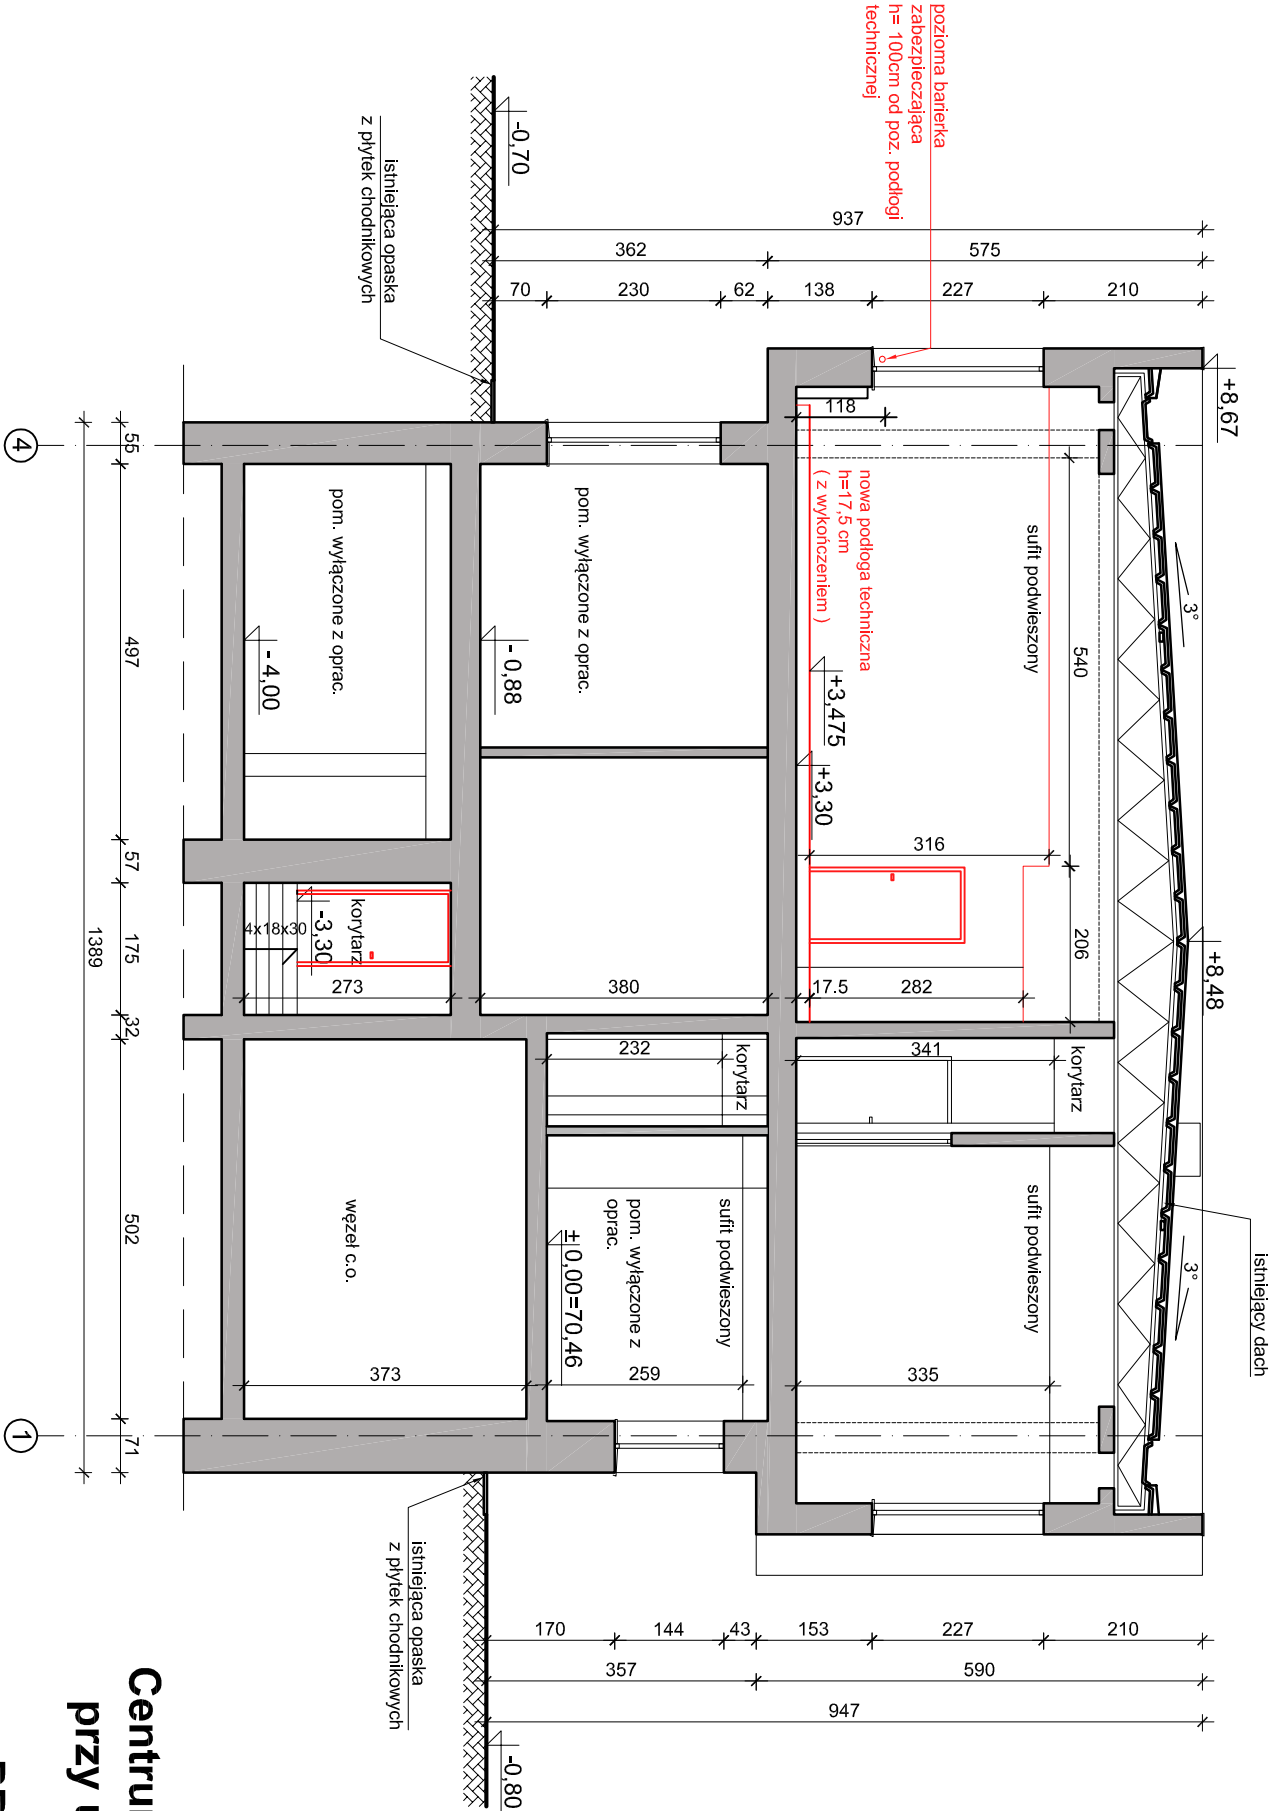 pozioma barierka
zabezpieczająca
h= 100cm od poz. podłogi
technicznej
istniejący dach
+8,67
+8,48
3°
3°
937
362
575
70
230
62
138
227
210
-0,70
istniejąca opaska
z płytek chodnikowych
118
nowa podłoga techniczna
h=17,5 cm
( z wykończeniem )
sufit podwieszony
540
206
+3,475
+3,30
316
17.5
282
korytarz
341
sufit podwieszony
335
pom. wyłączone z oprac.
- 0,88
380
korytarz
232
sufit podwieszony
pom. wyłączone z
oprac.
±0,00=70,46
259
pom. wyłączone z oprac.
- 4,00
korytarz
-3,30
4x18x30
273
węzeł c.o.
373
55
497
57
175
32
502
71
1389
4
1
istniejąca opaska
z płytek chodnikowych
-0,80
170
144
43
153
227
210
357
590
947
przy